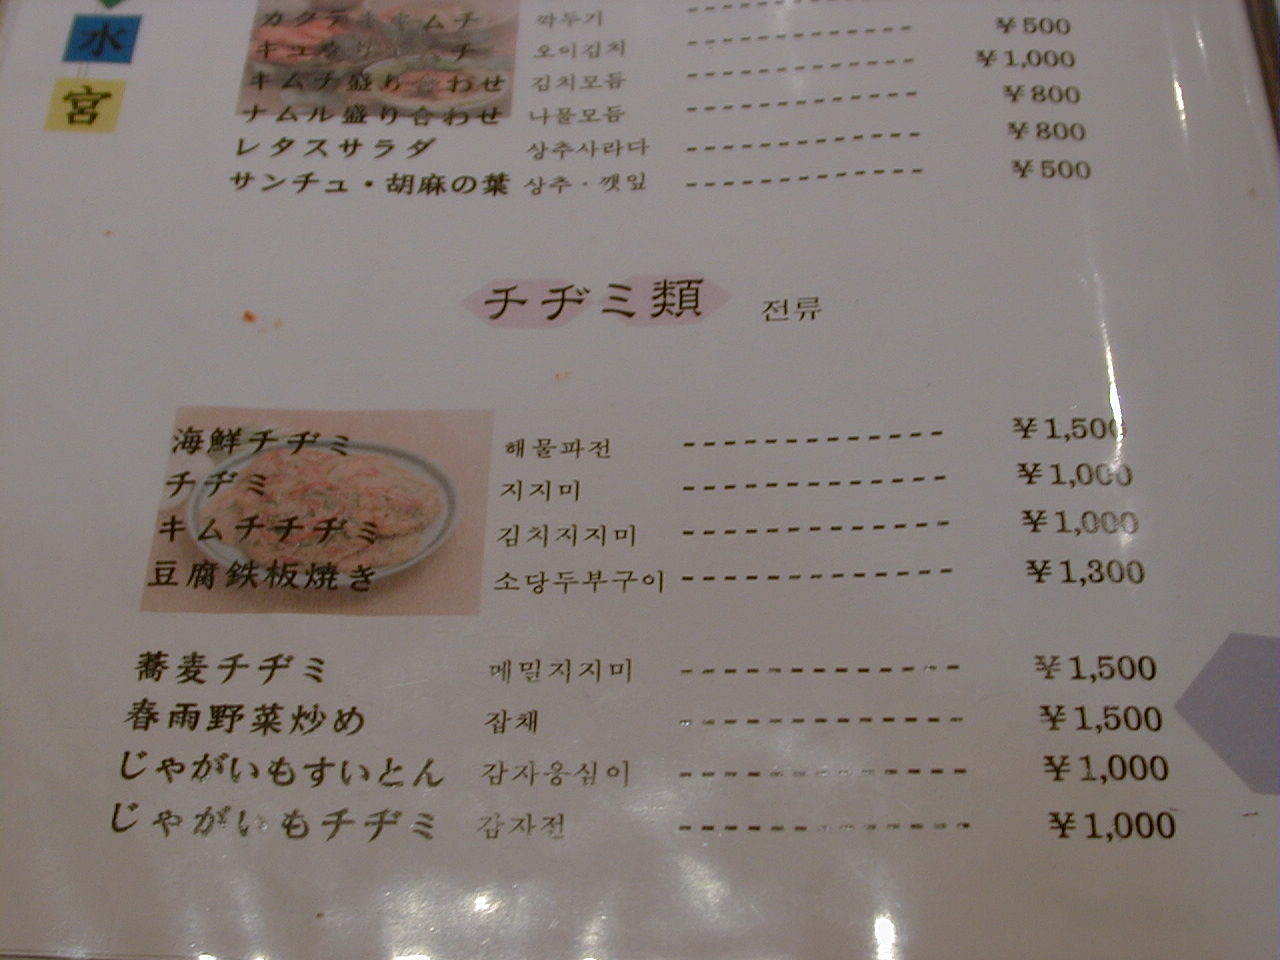 水
宮
カクテキキムチ 깍두기
キュウリキムチ 오이김치 ¥500
キムチ盛り合わせ 김치모듬 ¥1,000
ナムル盛り合わせ 나물모듬 ¥800
レタスサラダ 상추사라다 ¥800
サンチュ・胡麻の葉 상추·깻잎 ¥500
チヂミ類 전류
海鮮チヂミ 해물파전 ¥1,500
チヂミ 지지미 ¥1,000
キムチチヂミ 김치지지미 ¥1,000
豆腐鉄板焼き 소당두부구이 ¥1,300
蕎麦チヂミ 메밀지지미 ¥1,500
春雨野菜炒め 잡채 ¥1,500
じゃがいもすいとん 감자옹심이 ¥1,000
じゃがいもチヂミ 감자전 ¥1,000